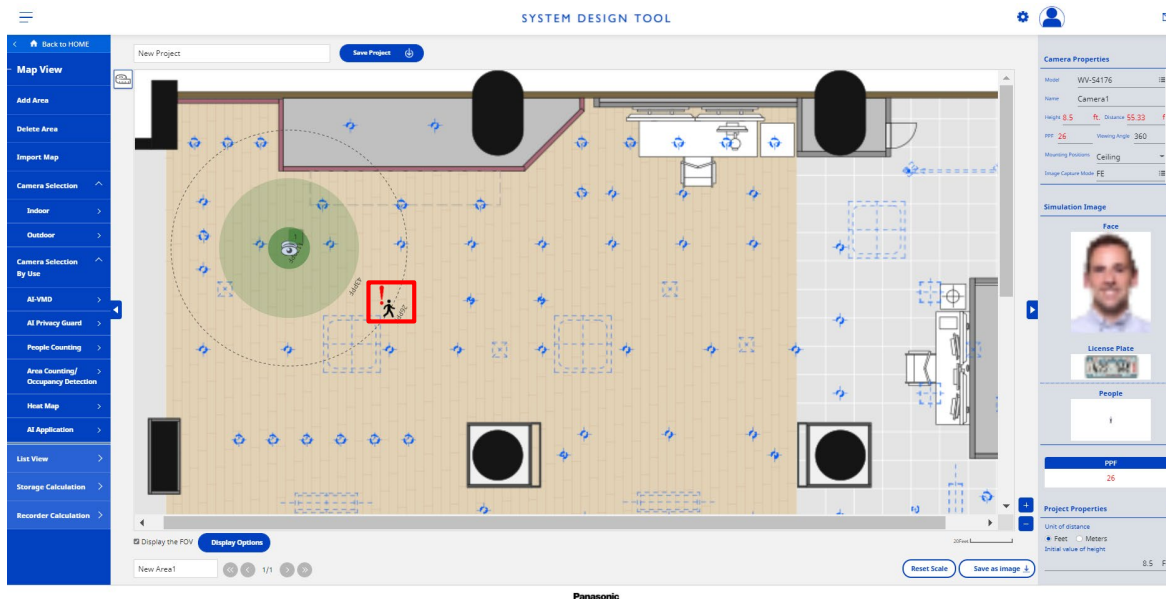 SYSTEM DESIGN TOOL
Back to HOME
Map View
Add Area
Delete Area
Import Map
Camera Selection
Indoor
Outdoor
Camera Selection
By Use
AI-VMD
AI Privacy Guard
People Counting
Area Counting/
Occupancy Detection
Heat Map
AI Application
List View
Storage Calculation
Recorder Calculation
New Project
Save Project
43PPF
26PPF
!
Display the FOV
Display Options
20Feet
New Area1
1/1
Reset Scale
Save as image
Camera Properties
Model WV-S4176
Name Camera1
Height 8.5 ft. Distance 55.33 f
PPF 26 Viewing Angle 360
Mounting Positions Ceiling
Image Capture Mode FE
Simulation Image
Face
License Plate
People
PPF
26
Project Properties
Unit of distance
Feet Meters
Initial value of height
8.5 F
Panasonic